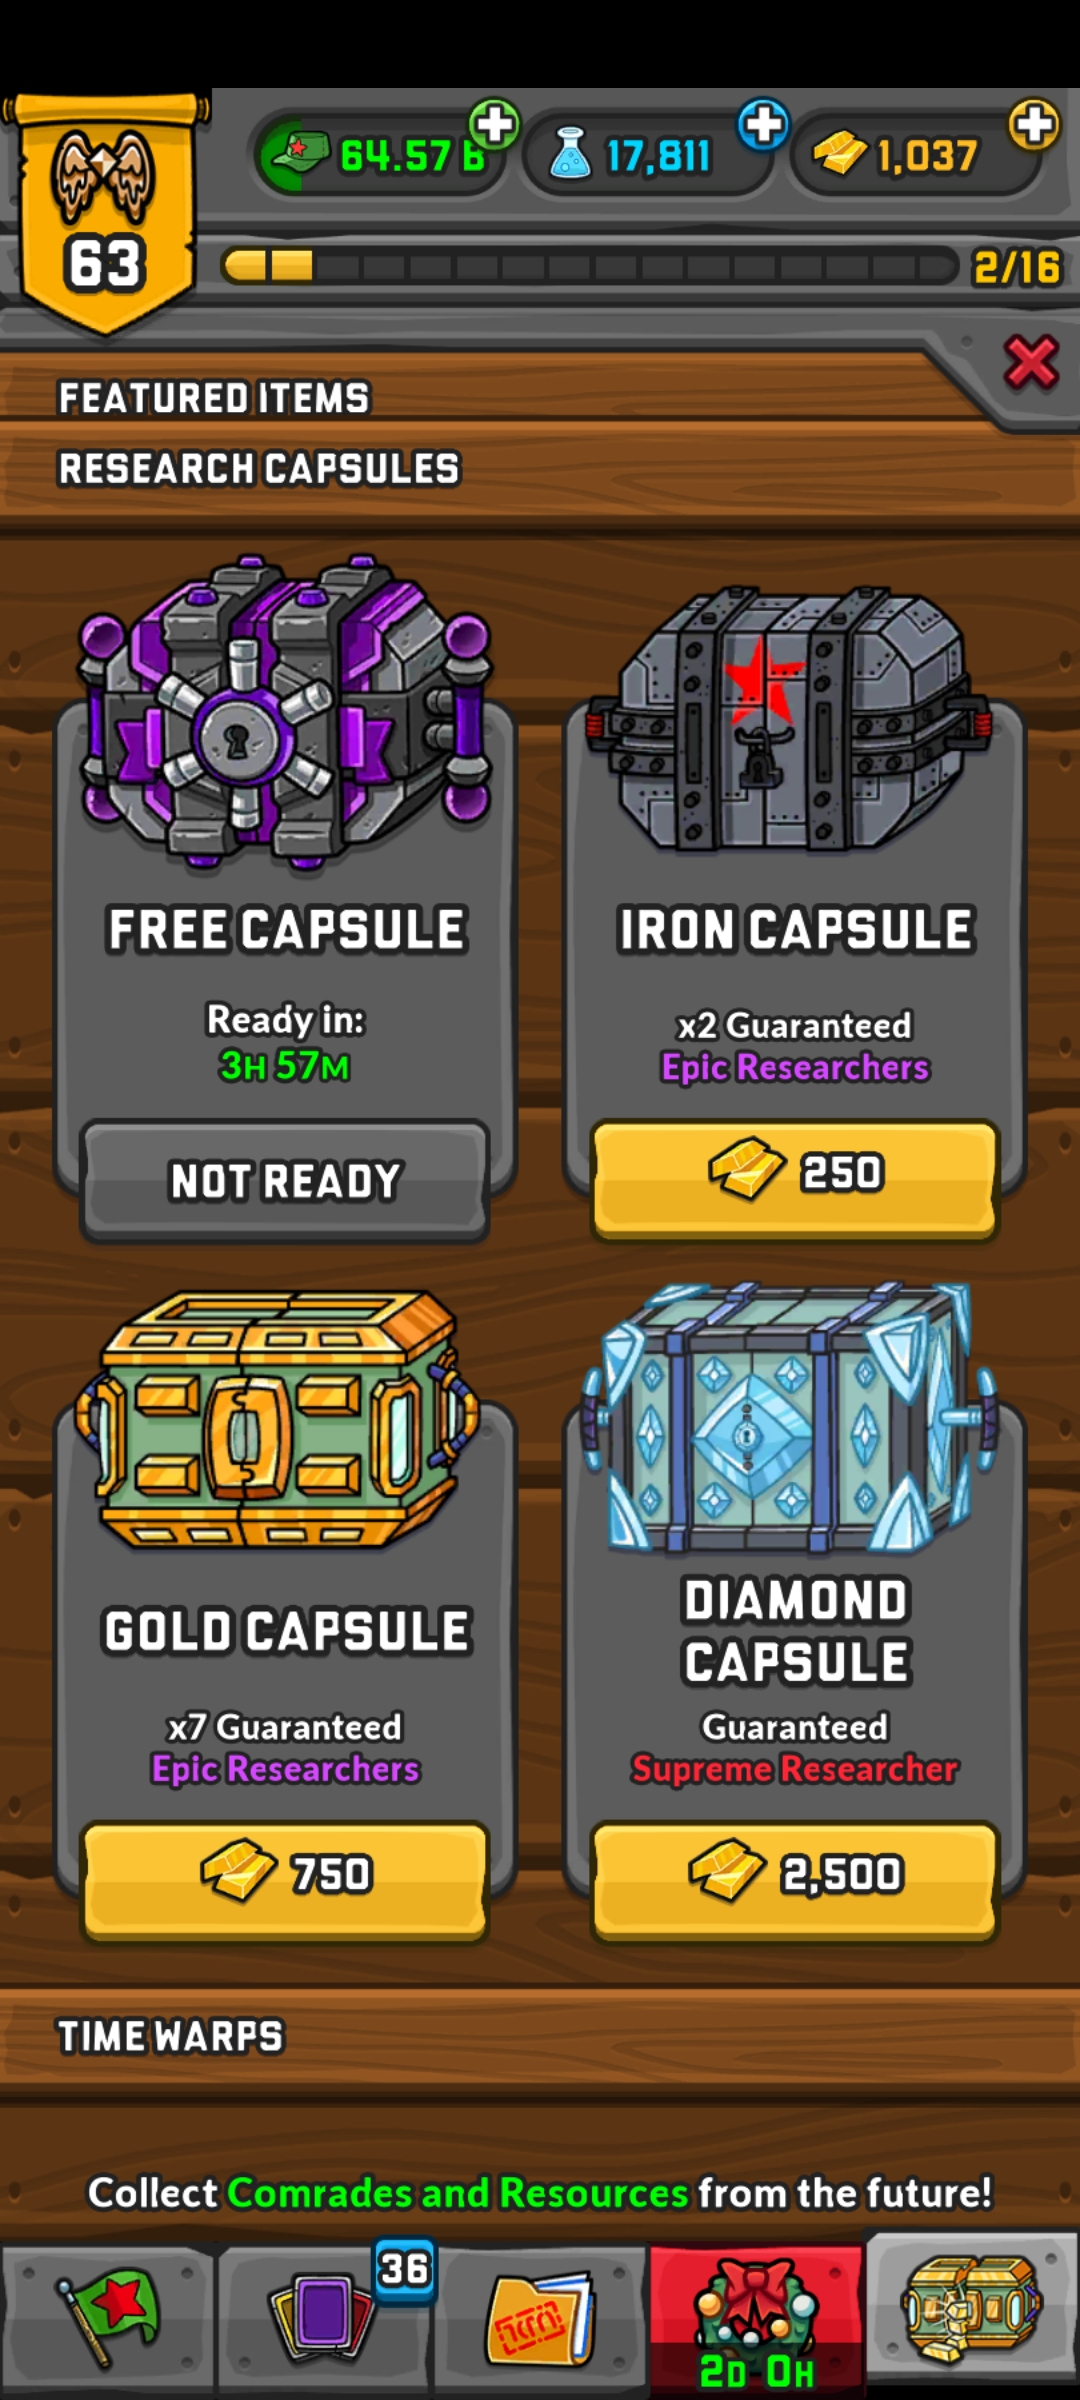 64.57 B
17,811
1,037
63
2/16
FEATURED ITEMS
RESEARCH CAPSULES
FREE CAPSULE
Ready in:
3H 57M
NOT READY
IRON CAPSULE
x2 Guaranteed
Epic Researchers
250
GOLD CAPSULE
x7 Guaranteed
Epic Researchers
750
DIAMOND
CAPSULE
Guaranteed
Supreme Researcher
2,500
TIME WARPS
Collect Comrades and Resources from the future!
36
2D 0H